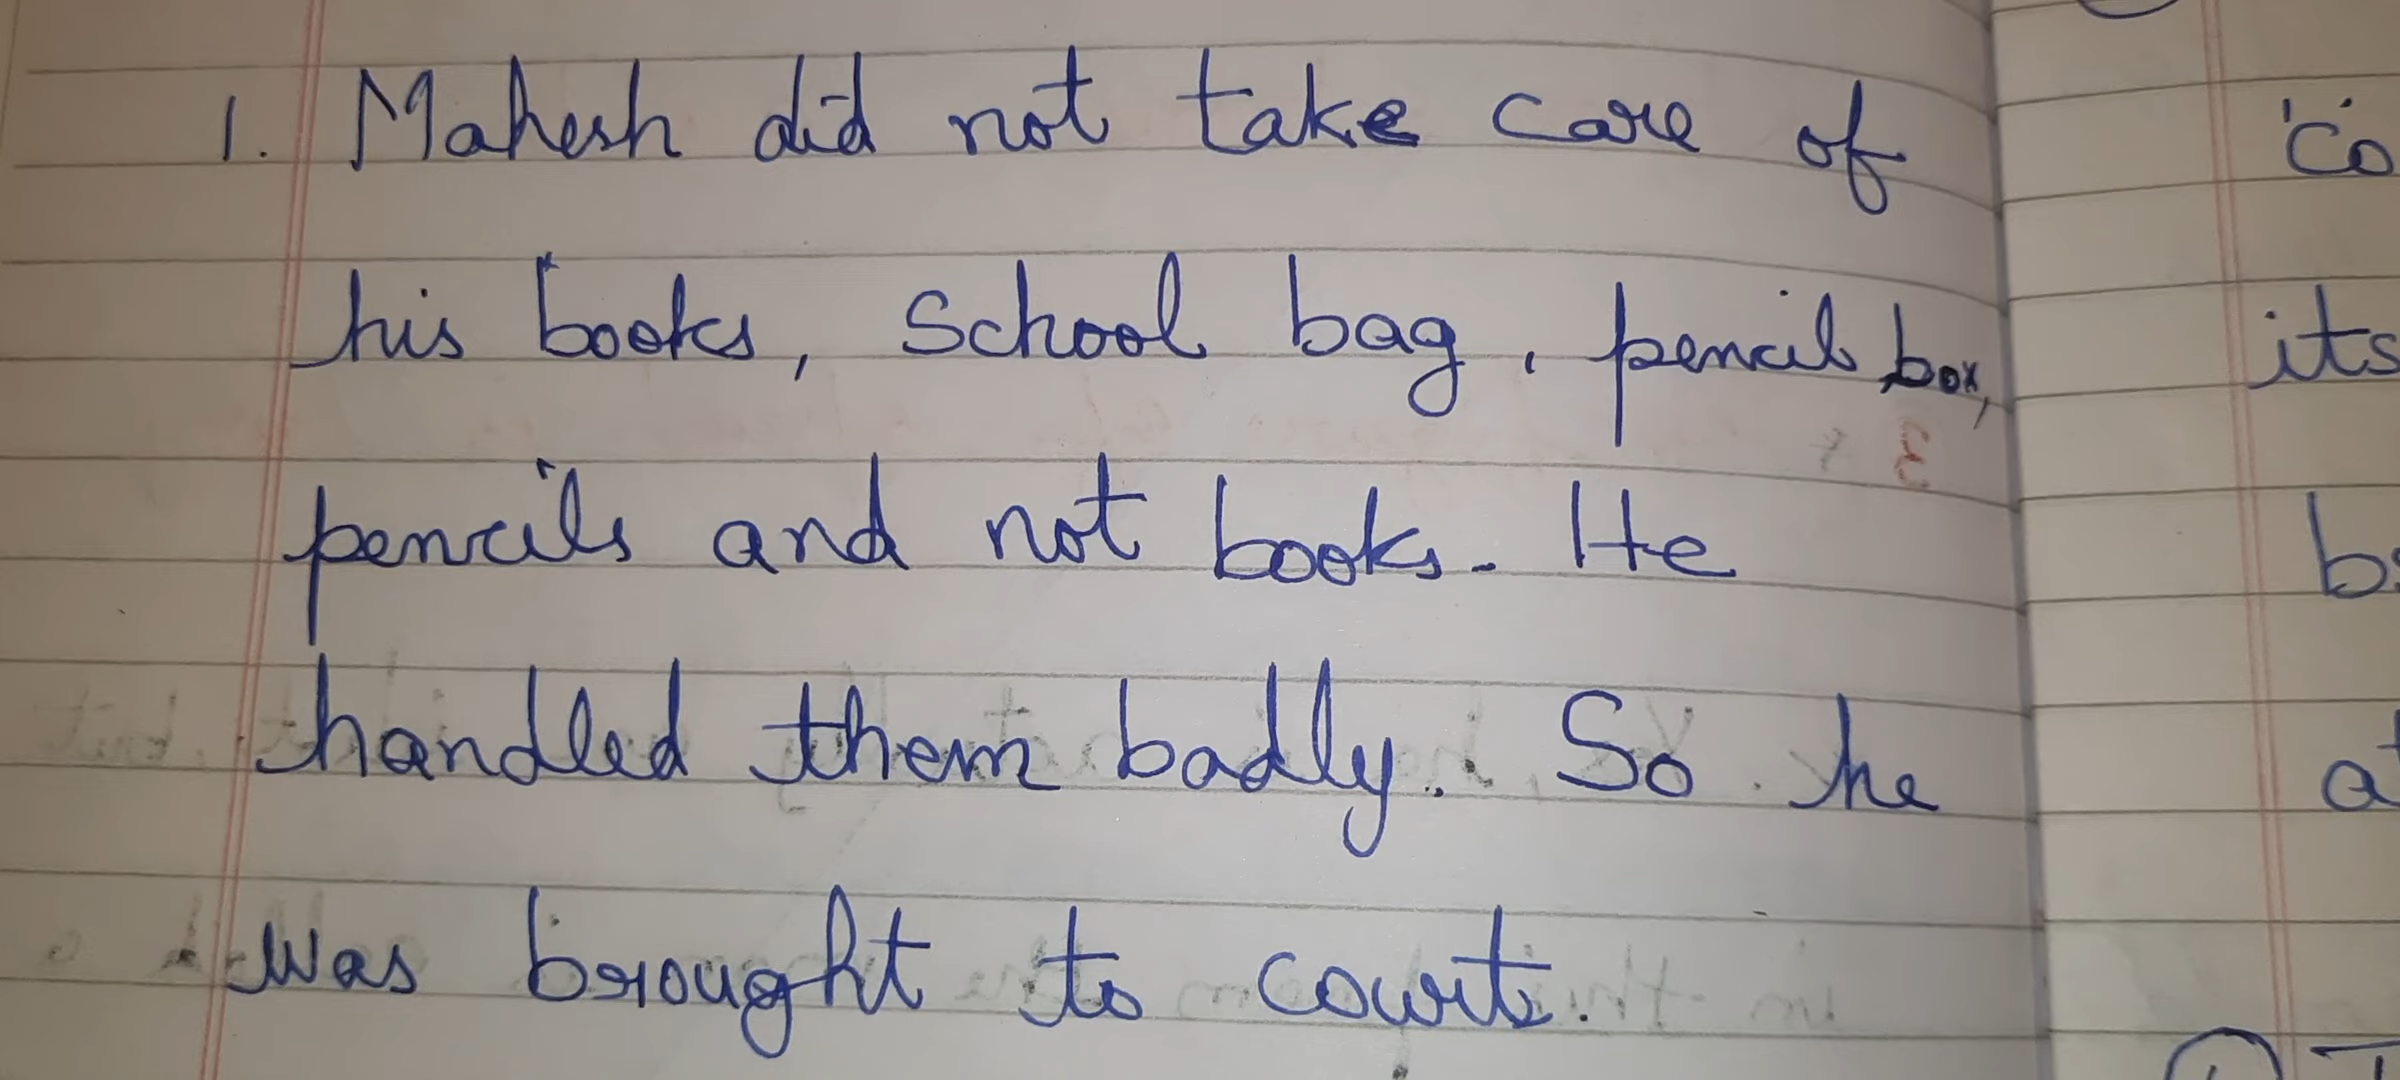 1. Mahesh did not take care of
his books, School bag, pencil box,
pencils and not books. He
handled them badly. So he
was brought to court.
co
its